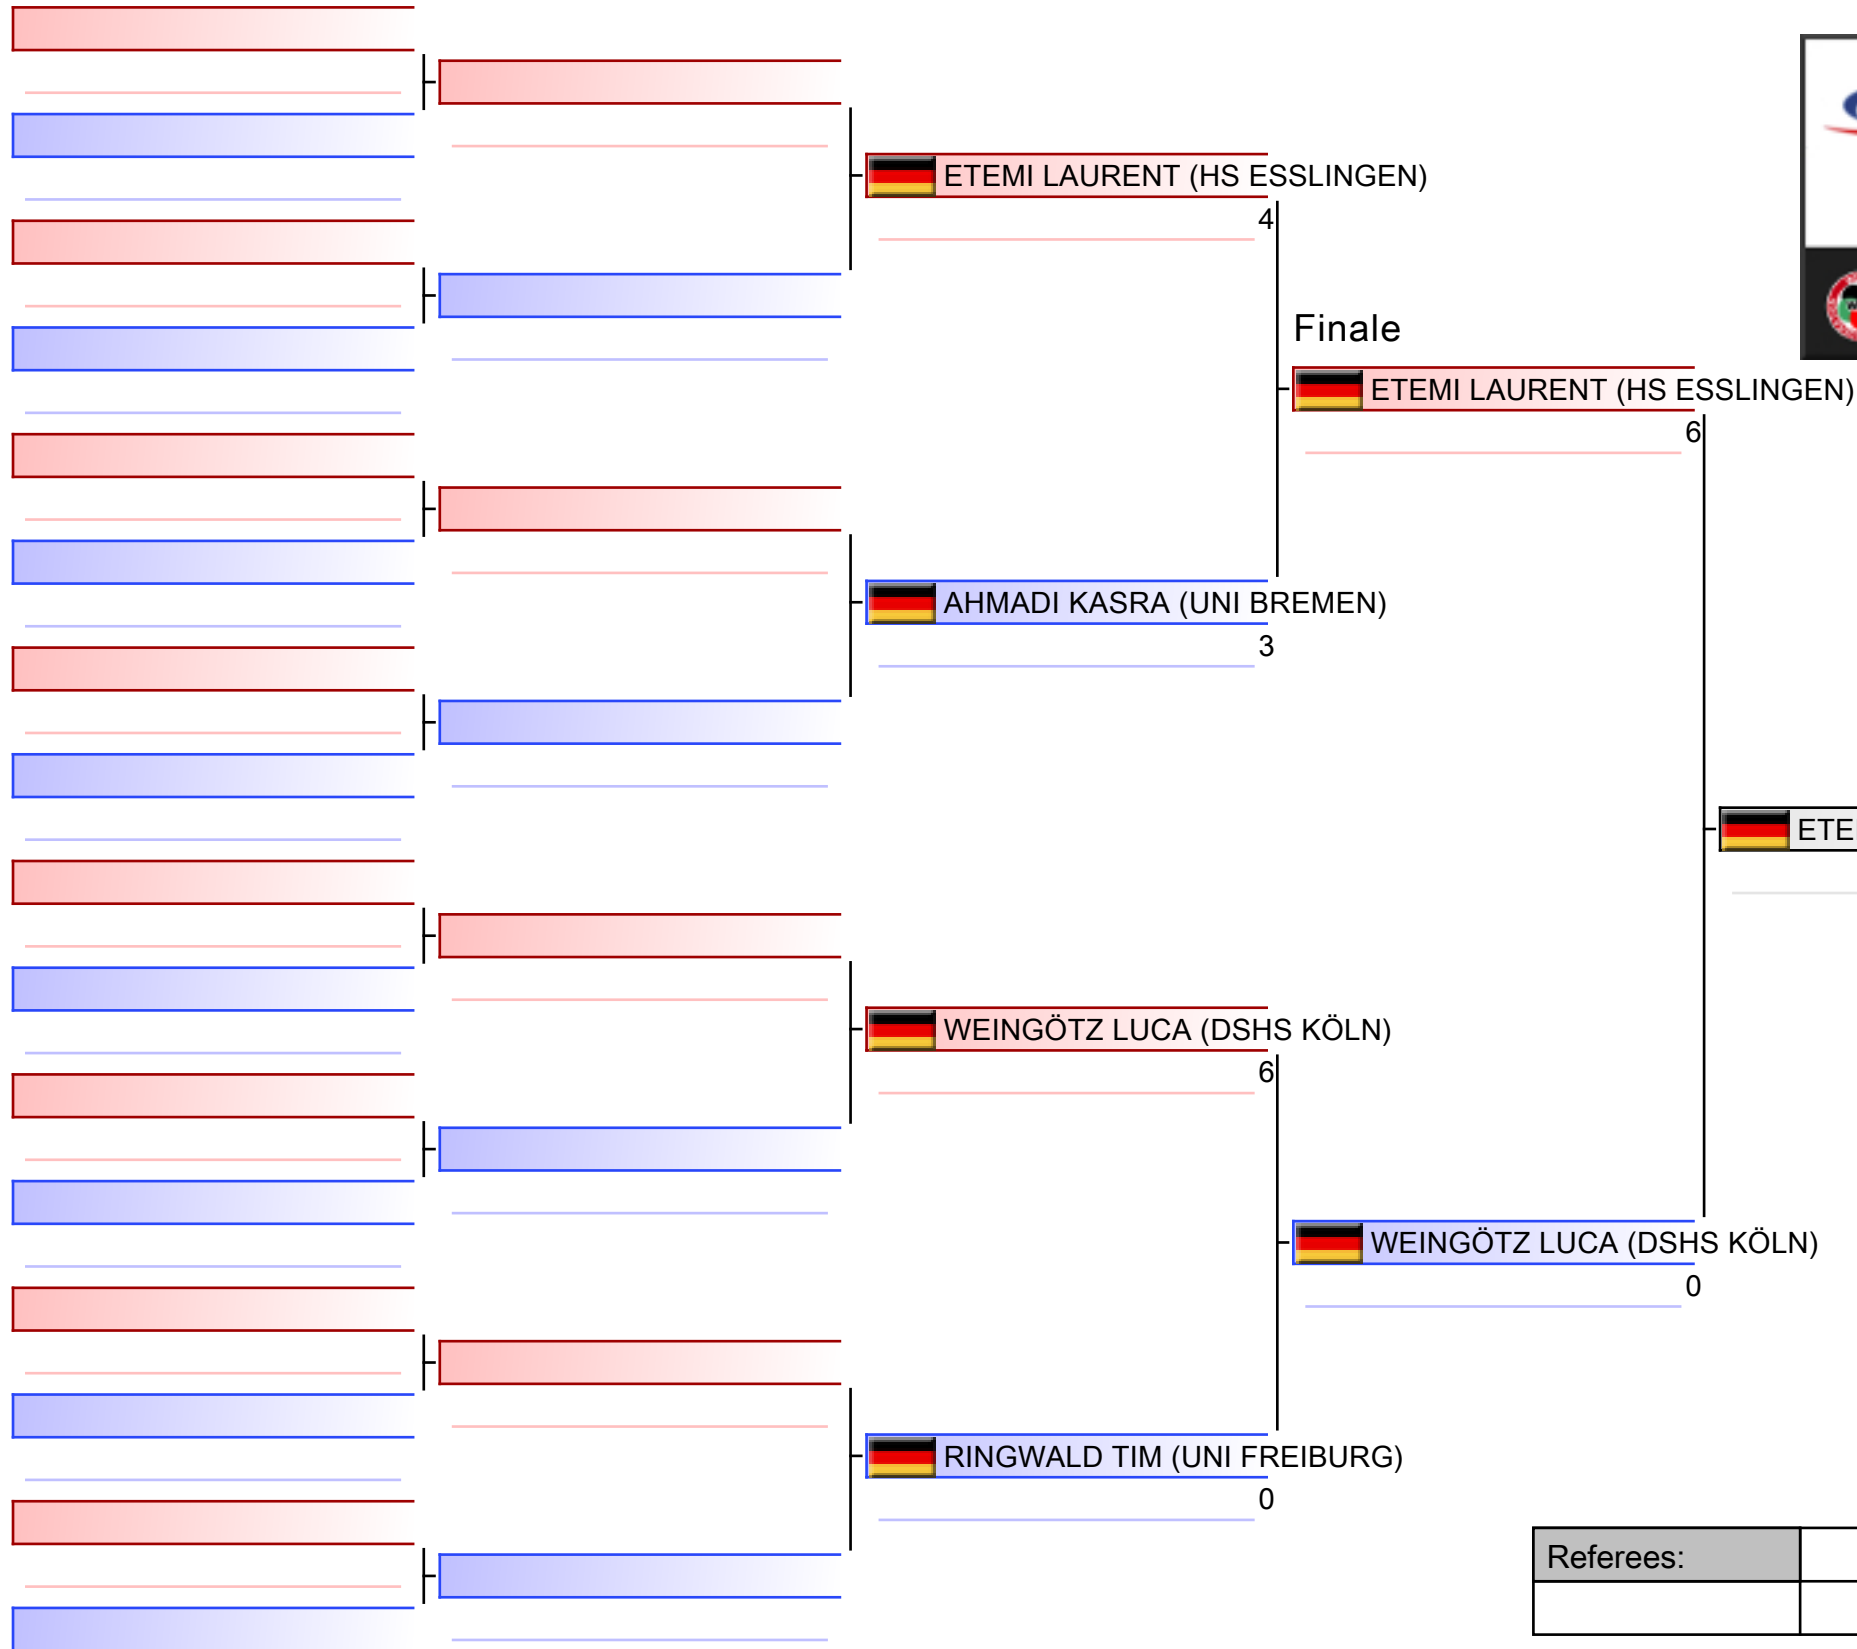 ETEMI LAURENT (HS ESSLINGEN)
4
Finale
ETEMI LAURENT (HS ESSLINGEN)
6
AHMADI KASRA (UNI BREMEN)
3
ETE
WEINGÖTZ LUCA (DSHS KÖLN)
6
WEINGÖTZ LUCA (DSHS KÖLN)
0
RINGWALD TIM (UNI FREIBURG)
0
Referees: